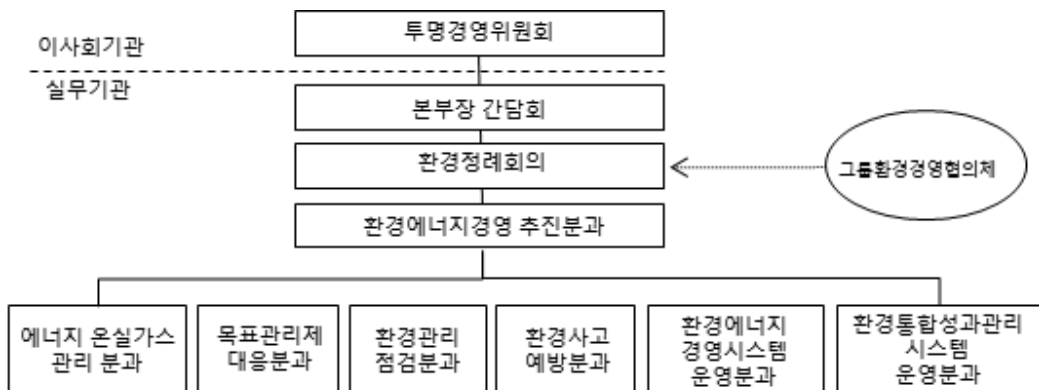 투명경영위원회
이사회기관
실무기관
본부장 간담회
환경정례회의
그룹환경경영협의체
환경에너지경영 추진분과
에너지 온실가스
관리 분과
목표관리제
대응분과
환경관리
점검분과
환경사고
예방분과
환경에너지
경영시스템
운영분과
환경통합성과관리
시스템
운영분과